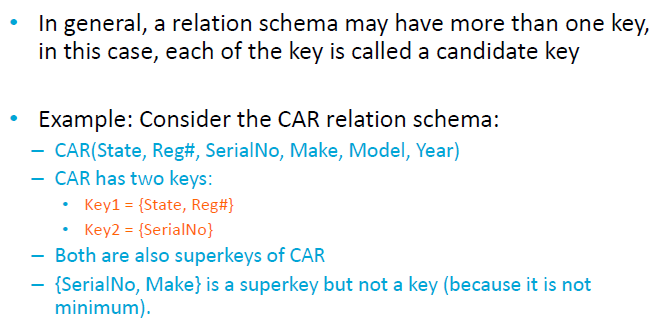 • In general, a relation schema may have more than one key,
in this case, each of the key is called a candidate key
• Example: Consider the CAR relation schema:
– CAR(State, Reg#, SerialNo, Make, Model, Year)
– CAR has two keys:
• Key1 = {State, Reg#}
• Key2 = {SerialNo}
– Both are also superkeys of CAR
– {SerialNo, Make} is a superkey but not a key (because it is not
minimum).